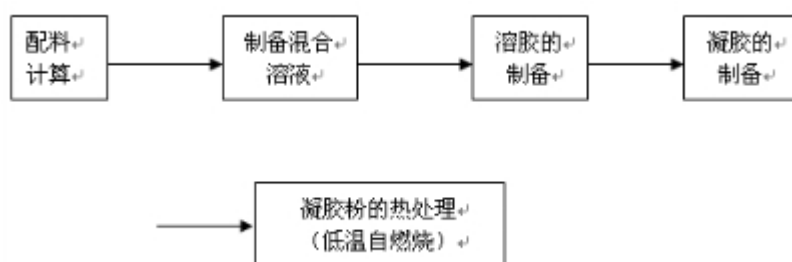 配料
计算
制备混合
溶液
溶胶的
制备
凝胶的
制备
凝胶粉的热处理
（低温自燃烧）